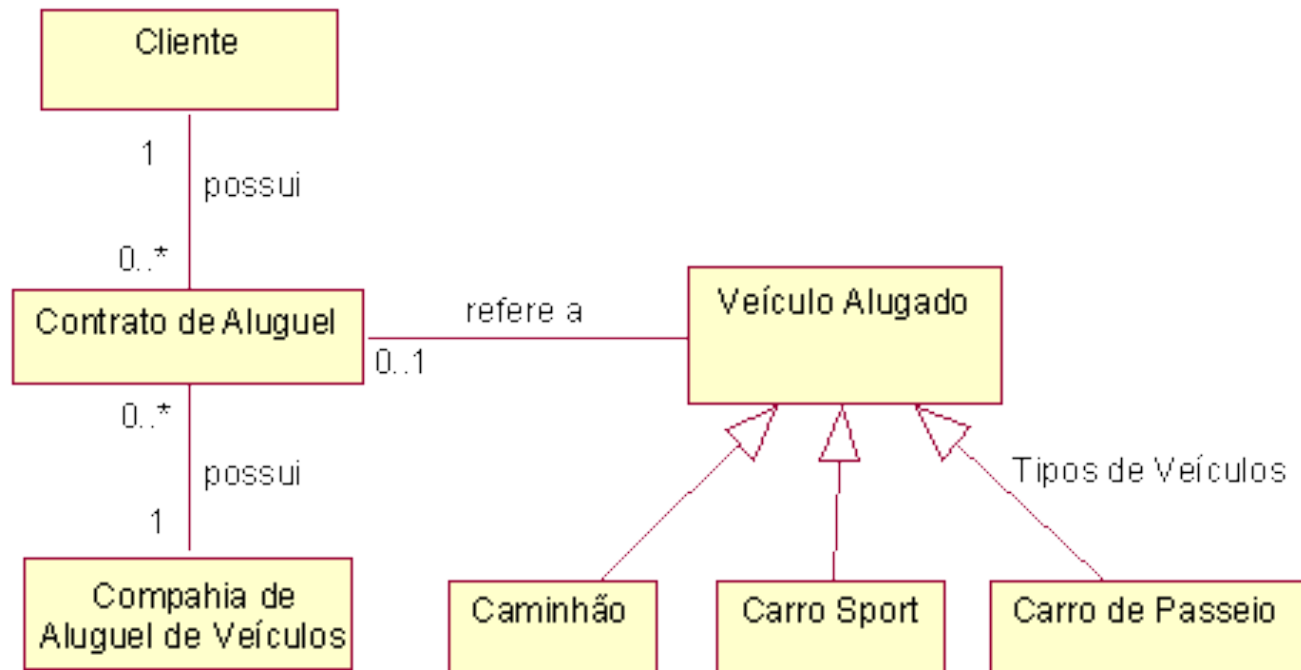 Cliente
1
possui
0..*
Contrato de Aluguel
refere a
0..1
Veículo Alugado
0..*
possui
1
Tipos de Veículos
Compahia de
Aluguel de Veículos
Caminhão
Carro Sport
Carro de Passeio